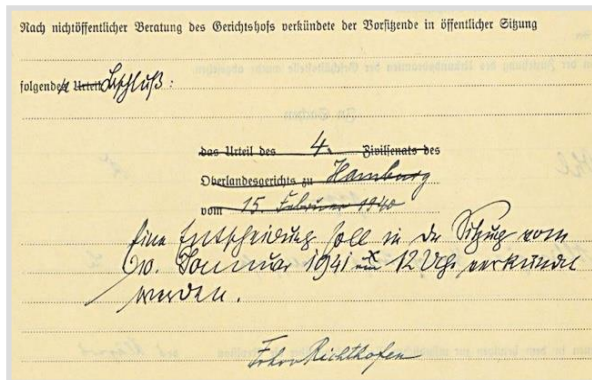 Nach nichtöffentlicher Beratung des Gerichtshofs verkündete der Vorsitzende in öffentlicher Sitzung
folgenden Urteil Beschluß:
das Urteil des 4. Zivilsenats des
Oberlandesgerichts zu Hamburg
vom 15. Februar 1940
Eine Entscheidung soll in der Sitzung vom
10. Januar 1941 12 Uhr verkündet
werden.
Frhr v Richthofen